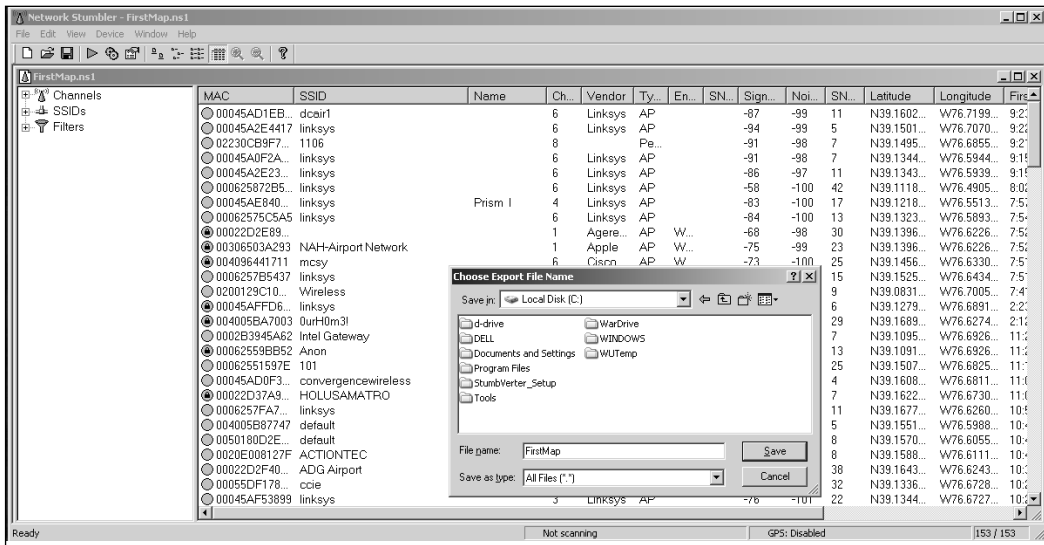 Network Stumbler - FirstMap.ns1
File Edit View Device Window Help
FirstMap.ns1
Channels
SSIDs
Filters
MAC SSID Name Ch... Vendor Ty... En... SN... Sign... Noi... SN... Latitude Longitude
00045AD1EB... dcair1 6 Linksys AP -87 -99 11 N39.1602... W76.7199...
00045A2E4417 linksys 6 Linksys AP -94 -99 5 N39.1501... W76.7070...
02230CB9F7... 1106 8 Pe... -91 -98 7 N39.1495... W76.6855...
00045A0F2A... linksys 6 Linksys AP -91 -98 7 N39.1344... W76.5944...
00045A2E23... linksys 6 Linksys AP -86 -97 11 N39.1343... W76.5939...
000625872B5... linksys 6 Linksys AP -58 -100 42 N39.1118... W76.4905...
00045AE840... linksys Prism I 4 Linksys AP -83 -100 17 N39.1218... W76.5513...
00062575C5A5 linksys 6 Linksys AP -84 -100 13 N39.1323... W76.5893...
00022D2E89... 1 Agere... AP W... -68 -98 30 N39.1396... W76.6226...
00306503A293 NAH-Airport Network 1 Apple AP W... -75 -99 23 N39.1396... W76.6226...
004096441711 mcsy 6 Cisco AP W -73 -100 25 N39.1456... W76.6330...
0006257B5437 linksys 15 N39.1525... W76.6434...
0200129C10... Wireless 9 N39.0831... W76.7005...
00045AFFD6... linksys 6 N39.1279... W76.6891...
004005BA7003 0urH0m3! 29 N39.1689... W76.6274...
0002B3945A62 Intel Gateway 7 N39.1095... W76.6926...
00062559BB52 Anon 13 N39.1091... W76.6926...
00062551597E 101 25 N39.1507... W76.6825...
00045AD0F3... convergencewireless 4 N39.1608... W76.6811...
00022D37A9... HOLUSAMATRO 7 N39.1622... W76.6730...
0006257FA7... linksys 11 N39.1677... W76.6260...
004005B87747 default 5 N39.1551... W76.5988...
0050180D2E... default 8 N39.1570... W76.6055...
0020E008127F ACTIONTEC 8 N39.1588... W76.6111...
00022D2F40... ADG Airport 38 N39.1643... W76.6243...
00055DF178... ccie 32 N39.1336... W76.6728...
00045AF53899 linksys 3 Linksys AP -76 -101 22 N39.1344... W76.6727...
Choose Export File Name
Save in: Local Disk (C:)
d-drive WarDrive
DELL WINDOWS
Documents and Settings WUTemp
Program Files
StumbVerter_Setup
Tools
File name: FirstMap Save
Save as type: All Files (*.*) Cancel
Ready Not scanning GPS: Disabled 153 / 153